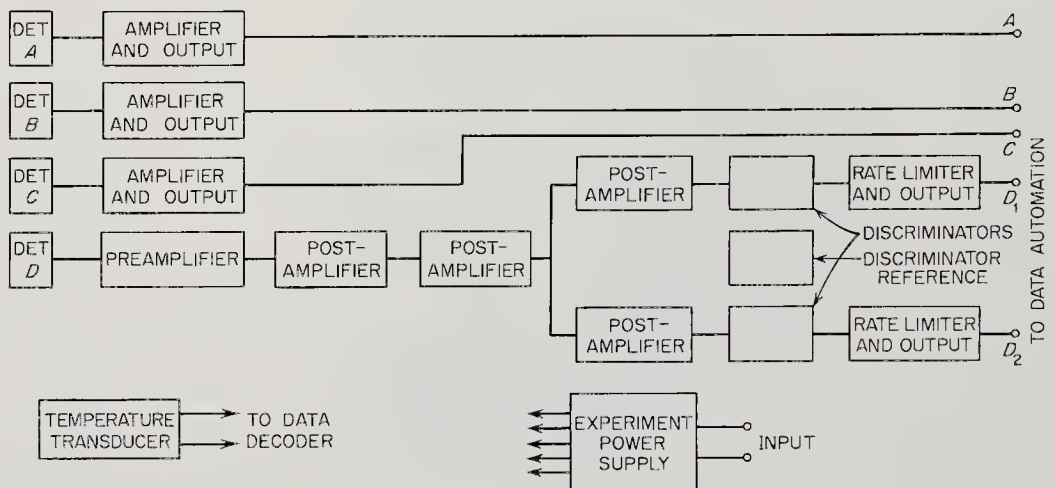 DET
A
AMPLIFIER
AND OUTPUT
A
DET
B
AMPLIFIER
AND OUTPUT
B
C
DET
C
AMPLIFIER
AND OUTPUT
POST-
AMPLIFIER
RATE LIMITER
AND OUTPUT
D1
DISCRIMINATORS
DISCRIMINATOR
REFERENCE
DET
D
PREAMPLIFIER
POST-
AMPLIFIER
POST-
AMPLIFIER
POST-
AMPLIFIER
RATE LIMITER
AND OUTPUT
D2
TO DATA AUTOMATION
TEMPERATURE
TRANSDUCER
TO DATA
DECODER
EXPERIMENT
POWER
SUPPLY
INPUT